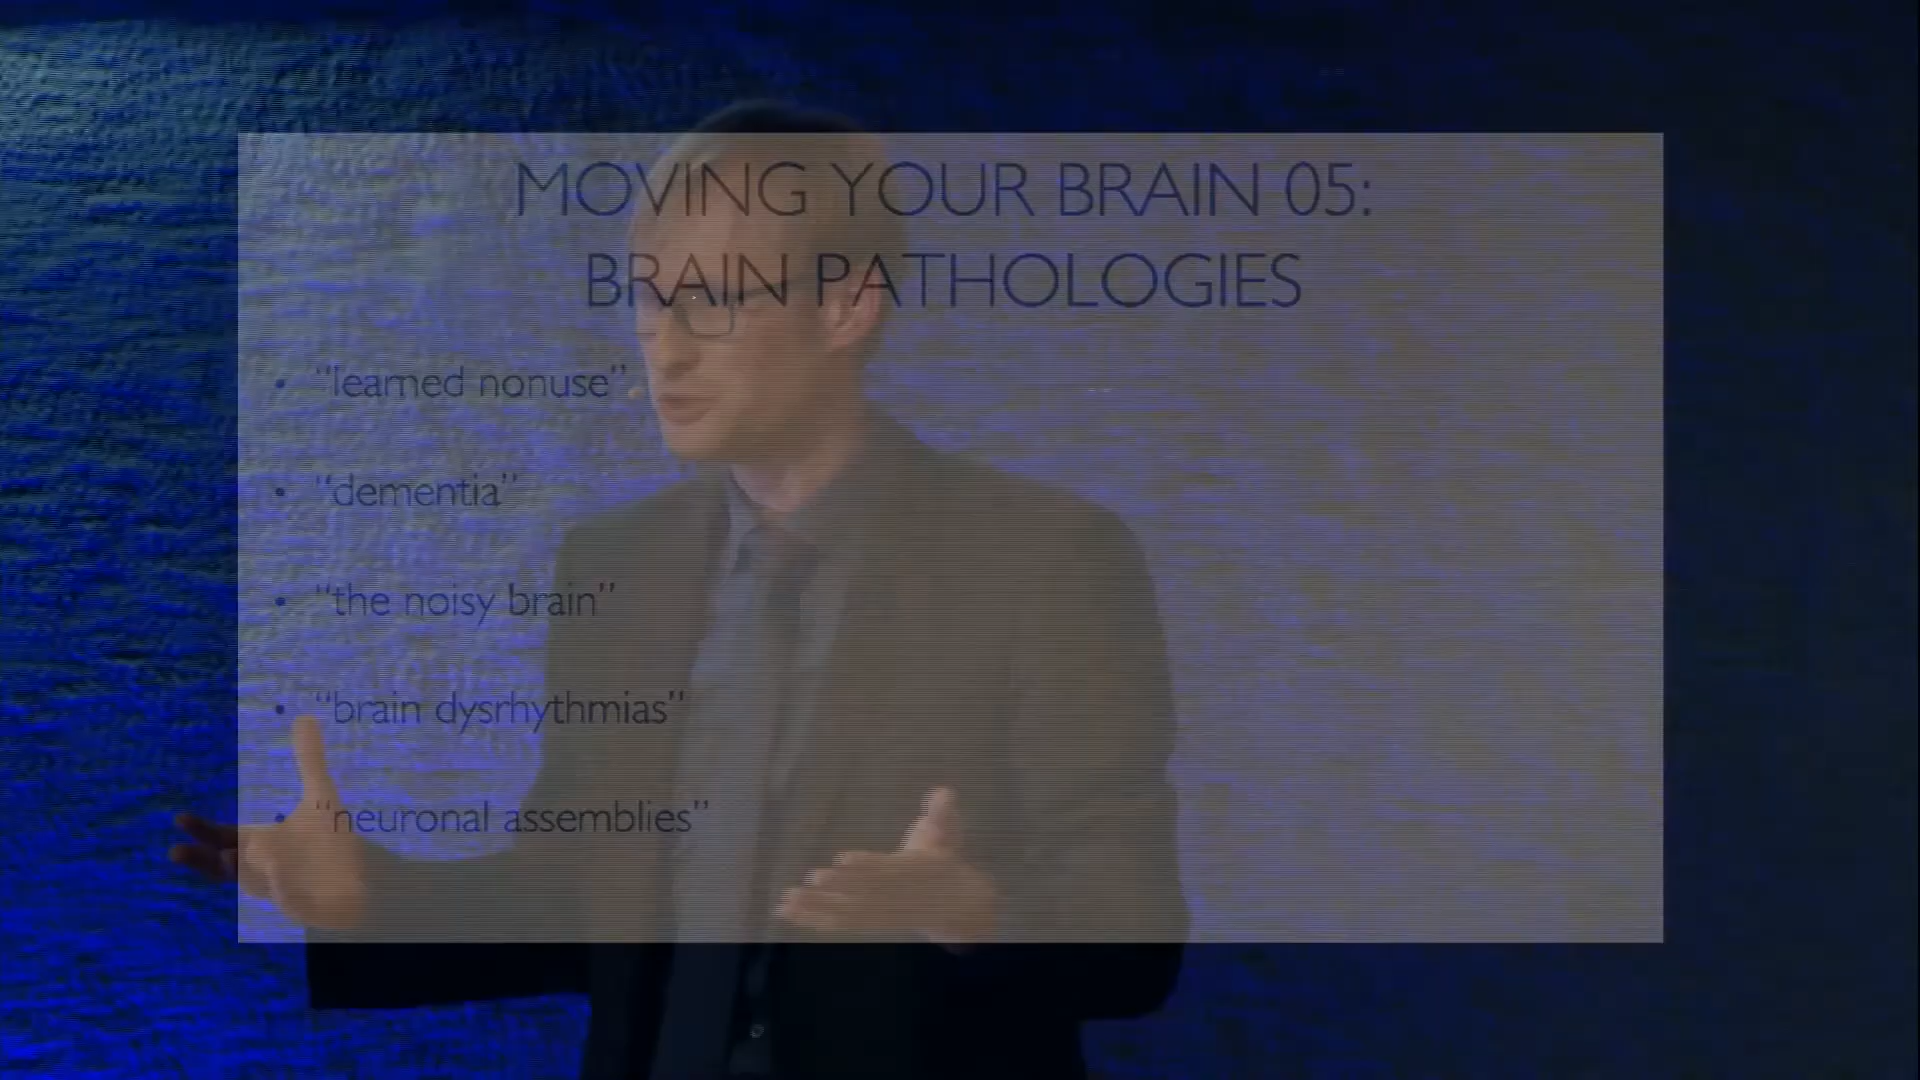 MOVING YOUR BRAIN 05:
BRAIN PATHOLOGIES
• “learned nonuse”
• “dementia”
• “the noisy brain”
• “brain dysrhythmias”
• “neuronal assemblies”